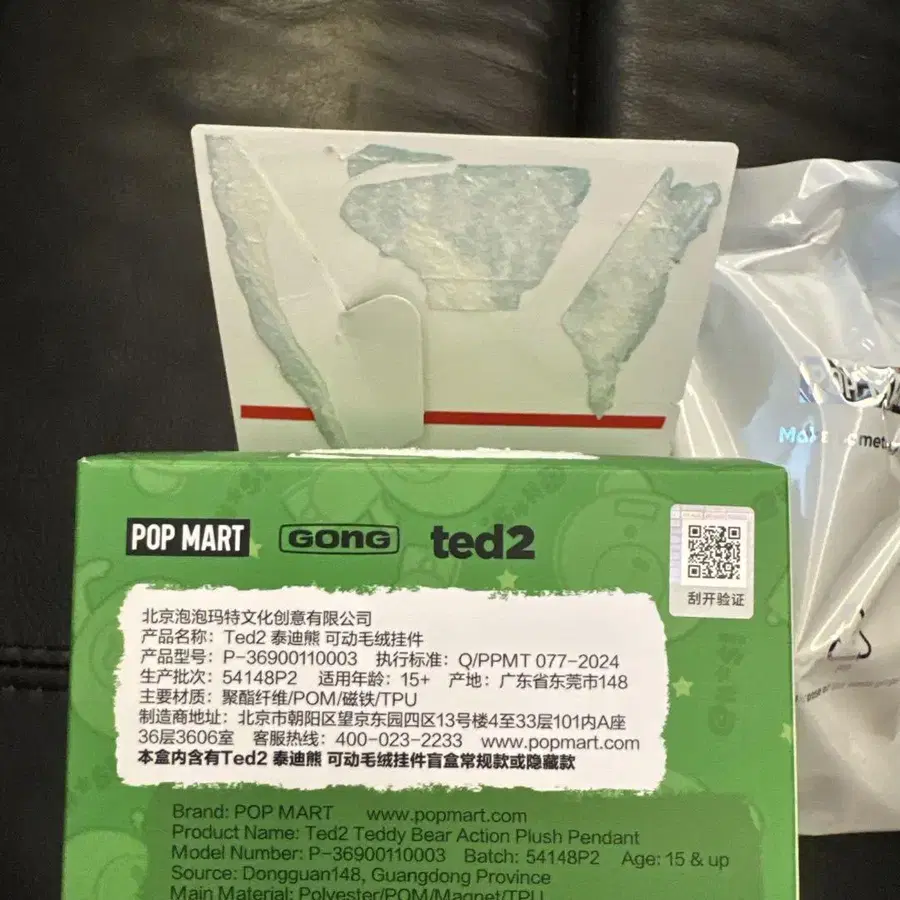 POP MART GONG ted2
刮开验证
北京泡泡玛特文化创意有限公司
产品名称: Ted2 泰迪熊 可动毛绒挂件
产品型号: P-36900110003 执行标准: Q/PPMT 077-2024
生产批次: 54148P2 适用年龄: 15+ 产地: 广东省东莞市148
主要材质: 聚酯纤维/POM/磁铁/TPU
制造商地址: 北京市朝阳区望京东园四区13号楼4至33层101内A座
36层3606室 客服热线: 400-023-2233 www.popmart.com
本盒内含有Ted2 泰迪熊 可动毛绒挂件盲盒常规款或隐藏款
Brand: POP MART www.popmart.com
Product Name: Ted2 Teddy Bear Action Plush Pendant
Model Number: P-36900110003 Batch: 54148P2 Age: 15 & up
Source: Dongguan148, Guangdong Province
Main Material: Polyester/POM/Magnet/TPU